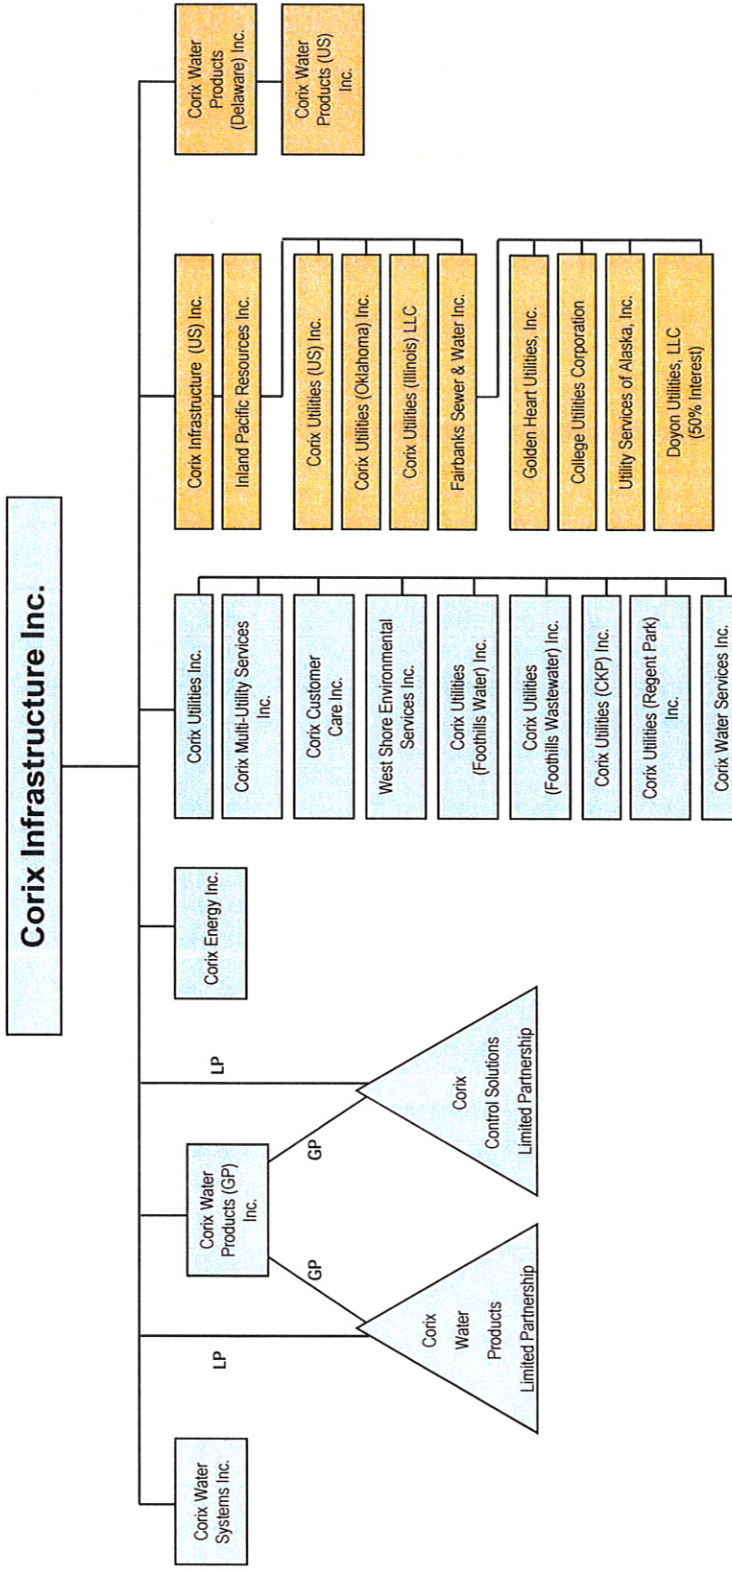 Corix Infrastructure Inc.
Corix Water
Systems Inc.
LP
Corix
Water
Products
Limited Partnership
GP
Corix Water
Products (GP)
Inc.
GP
LP
Corix
Control Solutions
Limited Partnership
Corix Energy Inc.
Corix Utilities Inc.
Corix Multi-Utility Services
Inc.
Corix Customer
Care Inc.
West Shore Environmental
Services Inc.
Corix Utilities
(Foothills Water) Inc.
Corix Utilities
(Foothills Wastewater) Inc.
Corix Utilities (CKP) Inc.
Corix Utilities (Regent Park)
Inc.
Corix Water Services Inc.
Corix Infrastructure (US) Inc.
Inland Pacific Resources Inc.
Corix Utilities (US) Inc.
Corix Utilities (Oklahoma) Inc.
Corix Utilities (Illinois) LLC
Fairbanks Sewer & Water Inc.
Golden Heart Utilities, Inc.
College Utilities Corporation
Utility Services of Alaska, Inc.
Doyon Utilities, LLC
(50% Interest)
Corix Water
Products
(Delaware) Inc.
Corix Water
Products (US)
Inc.